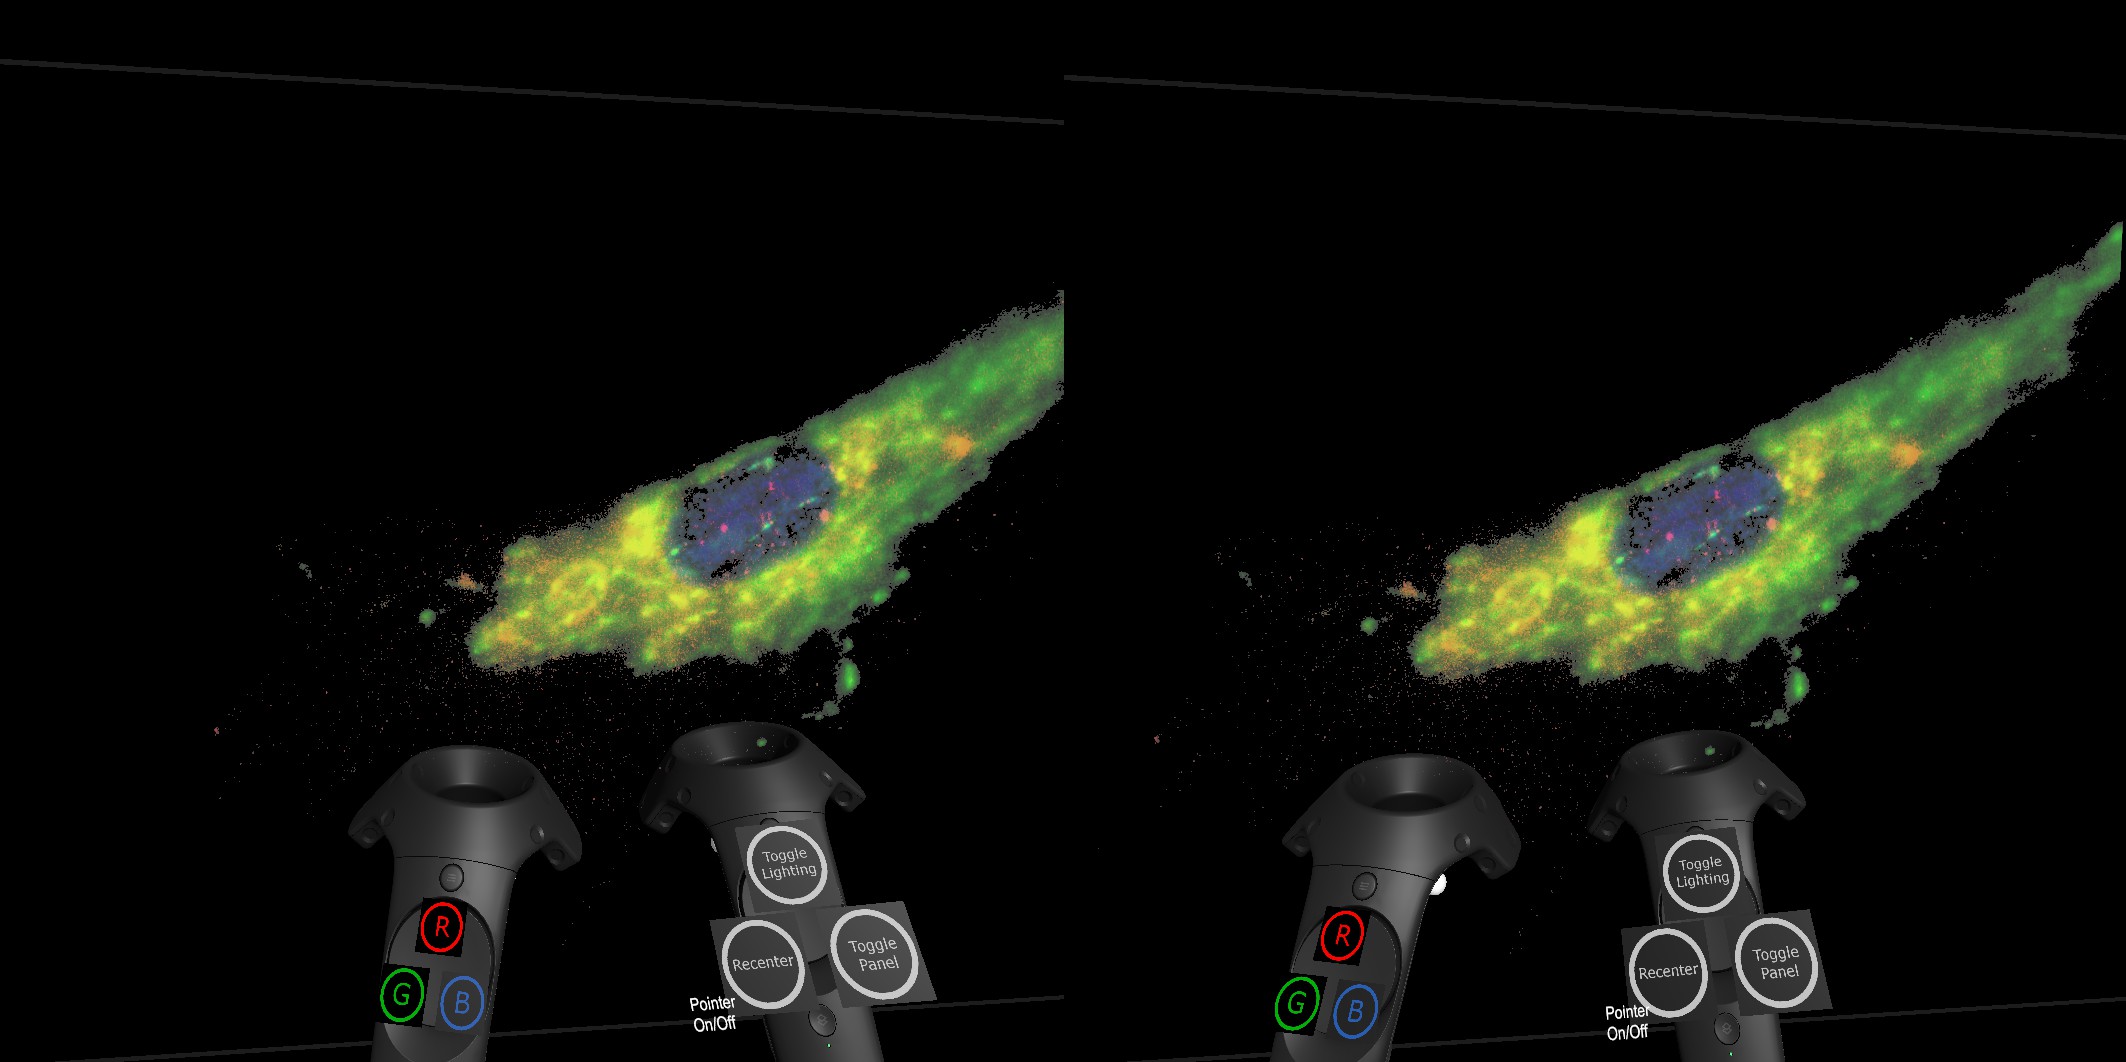 Toggle
Lighting
R
G
B
Recenter
Toggle
Panel
Pointer
On/Off
Toggle
Lighting
R
G
B
Recenter
Toggle
Panel
Pointer
On/Off